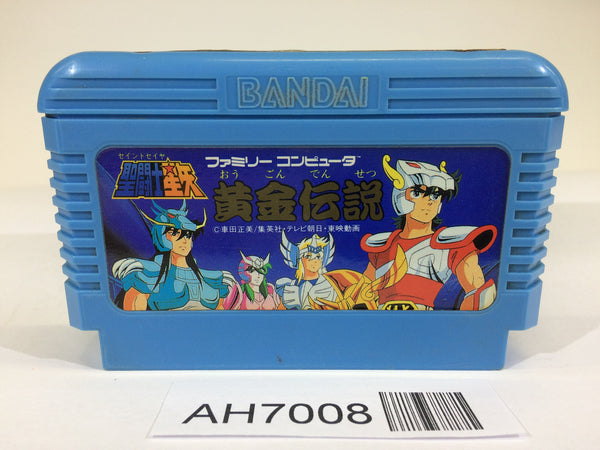 BANDAI
セイントセイヤ
聖闘士星矢
ファミリー コンピュータ™
おう ごん でん せつ
黄金伝説
©車田正美/集英社・テレビ朝日・東映動画
AH7008